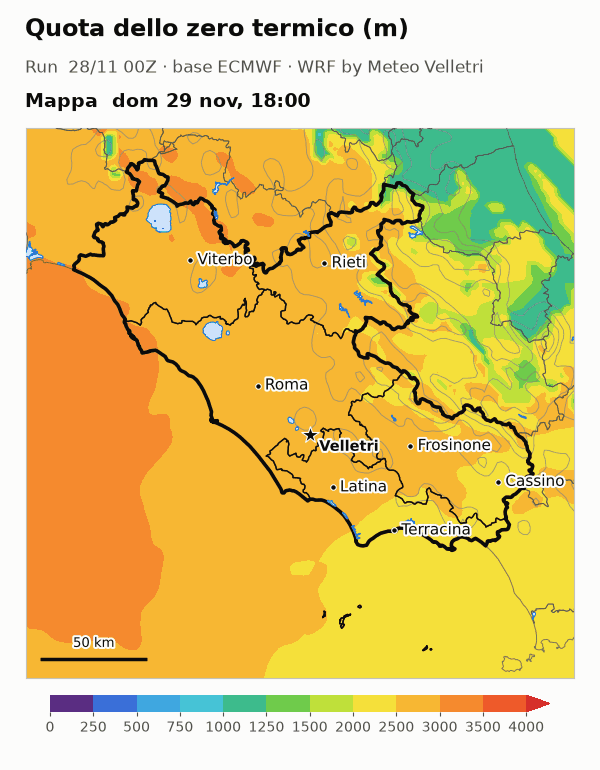 Quota dello zero termico (m)
Run 28/11 00Z · base ECMWF · WRF by Meteo Velletri
Mappa dom 29 nov, 18:00
Viterbo
Rieti
Roma
Velletri
Frosinone
Latina
Cassino
Terracina
50 km
0 250 500 750 1000 1250 1500 2000 2500 3000 3500 4000